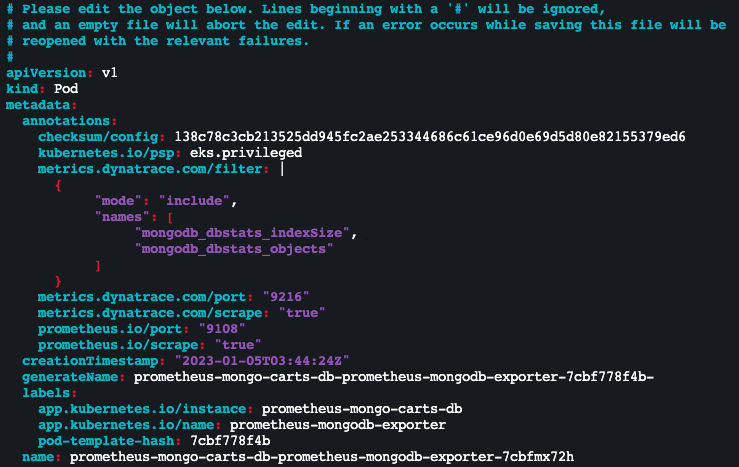 # Please edit the object below. Lines beginning with a '#' will be ignored,
# and an empty file will abort the edit. If an error occurs while saving this file will be
# reopened with the relevant failures.
#
apiVersion: v1
kind: Pod
metadata:
  annotations:
    checksum/config: 138c78c3cb213525dd945fc2ae253344686c61ce96d0e69d5d80e82155379ed6
    kubernetes.io/psp: eks.privileged
    metrics.dynatrace.com/filter: |
      {
           "mode": "include",
           "names": [
                "mongodb_dbstats_indexSize",
                "mongodb_dbstats_objects"
           ]
      }
    metrics.dynatrace.com/port: "9216"
    metrics.dynatrace.com/scrape: "true"
    prometheus.io/port: "9108"
    prometheus.io/scrape: "true"
  creationTimestamp: "2023-01-05T03:44:24Z"
  generateName: prometheus-mongo-carts-db-prometheus-mongodb-exporter-7cbf778f4b-
  labels:
    app.kubernetes.io/instance: prometheus-mongo-carts-db
    app.kubernetes.io/name: prometheus-mongodb-exporter
    pod-template-hash: 7cbf778f4b
  name: prometheus-mongo-carts-db-prometheus-mongodb-exporter-7cbfmx72h